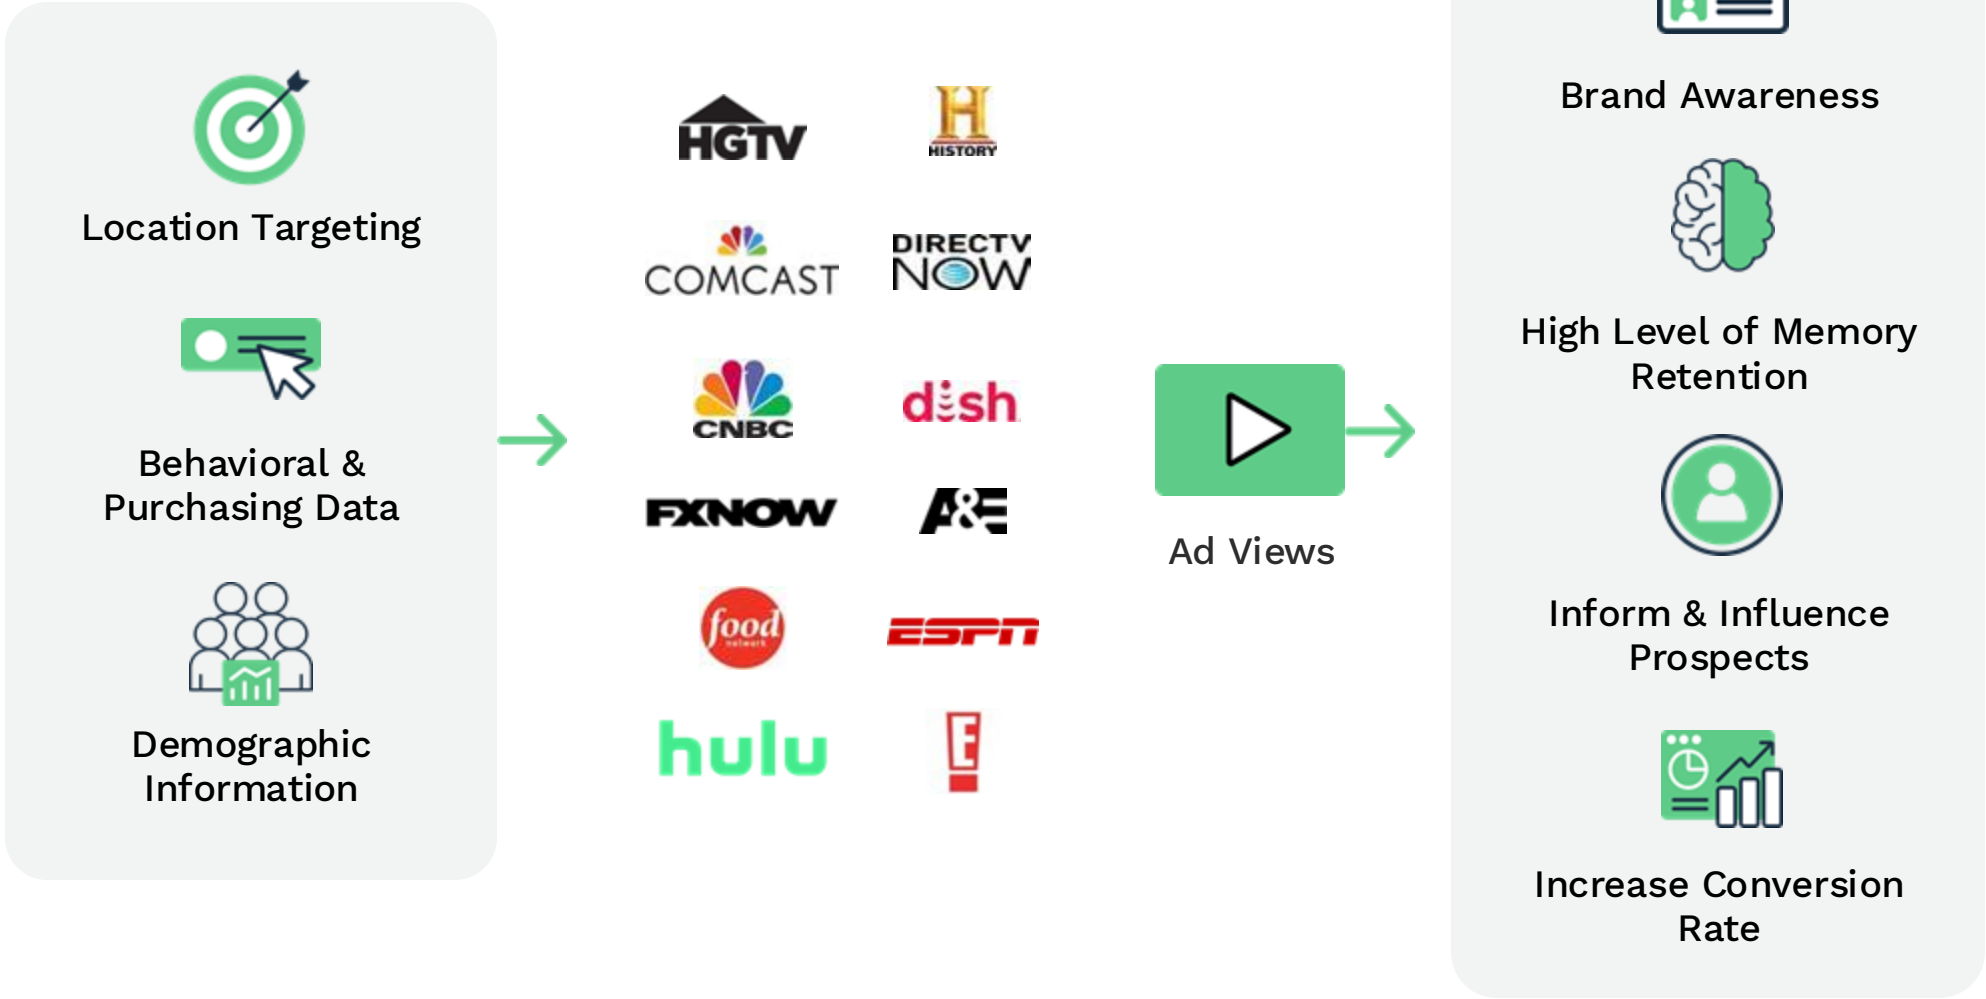 Location Targeting
Behavioral &
Purchasing Data
Demographic
Information
HGTV
H
HISTORY
COMCAST
DIRECTV
NOW
CNBC
dish
FXNOW
A&E
food
network
ESPN
hulu
E
Ad Views
Brand Awareness
High Level of Memory
Retention
Inform & Influence
Prospects
Increase Conversion
Rate